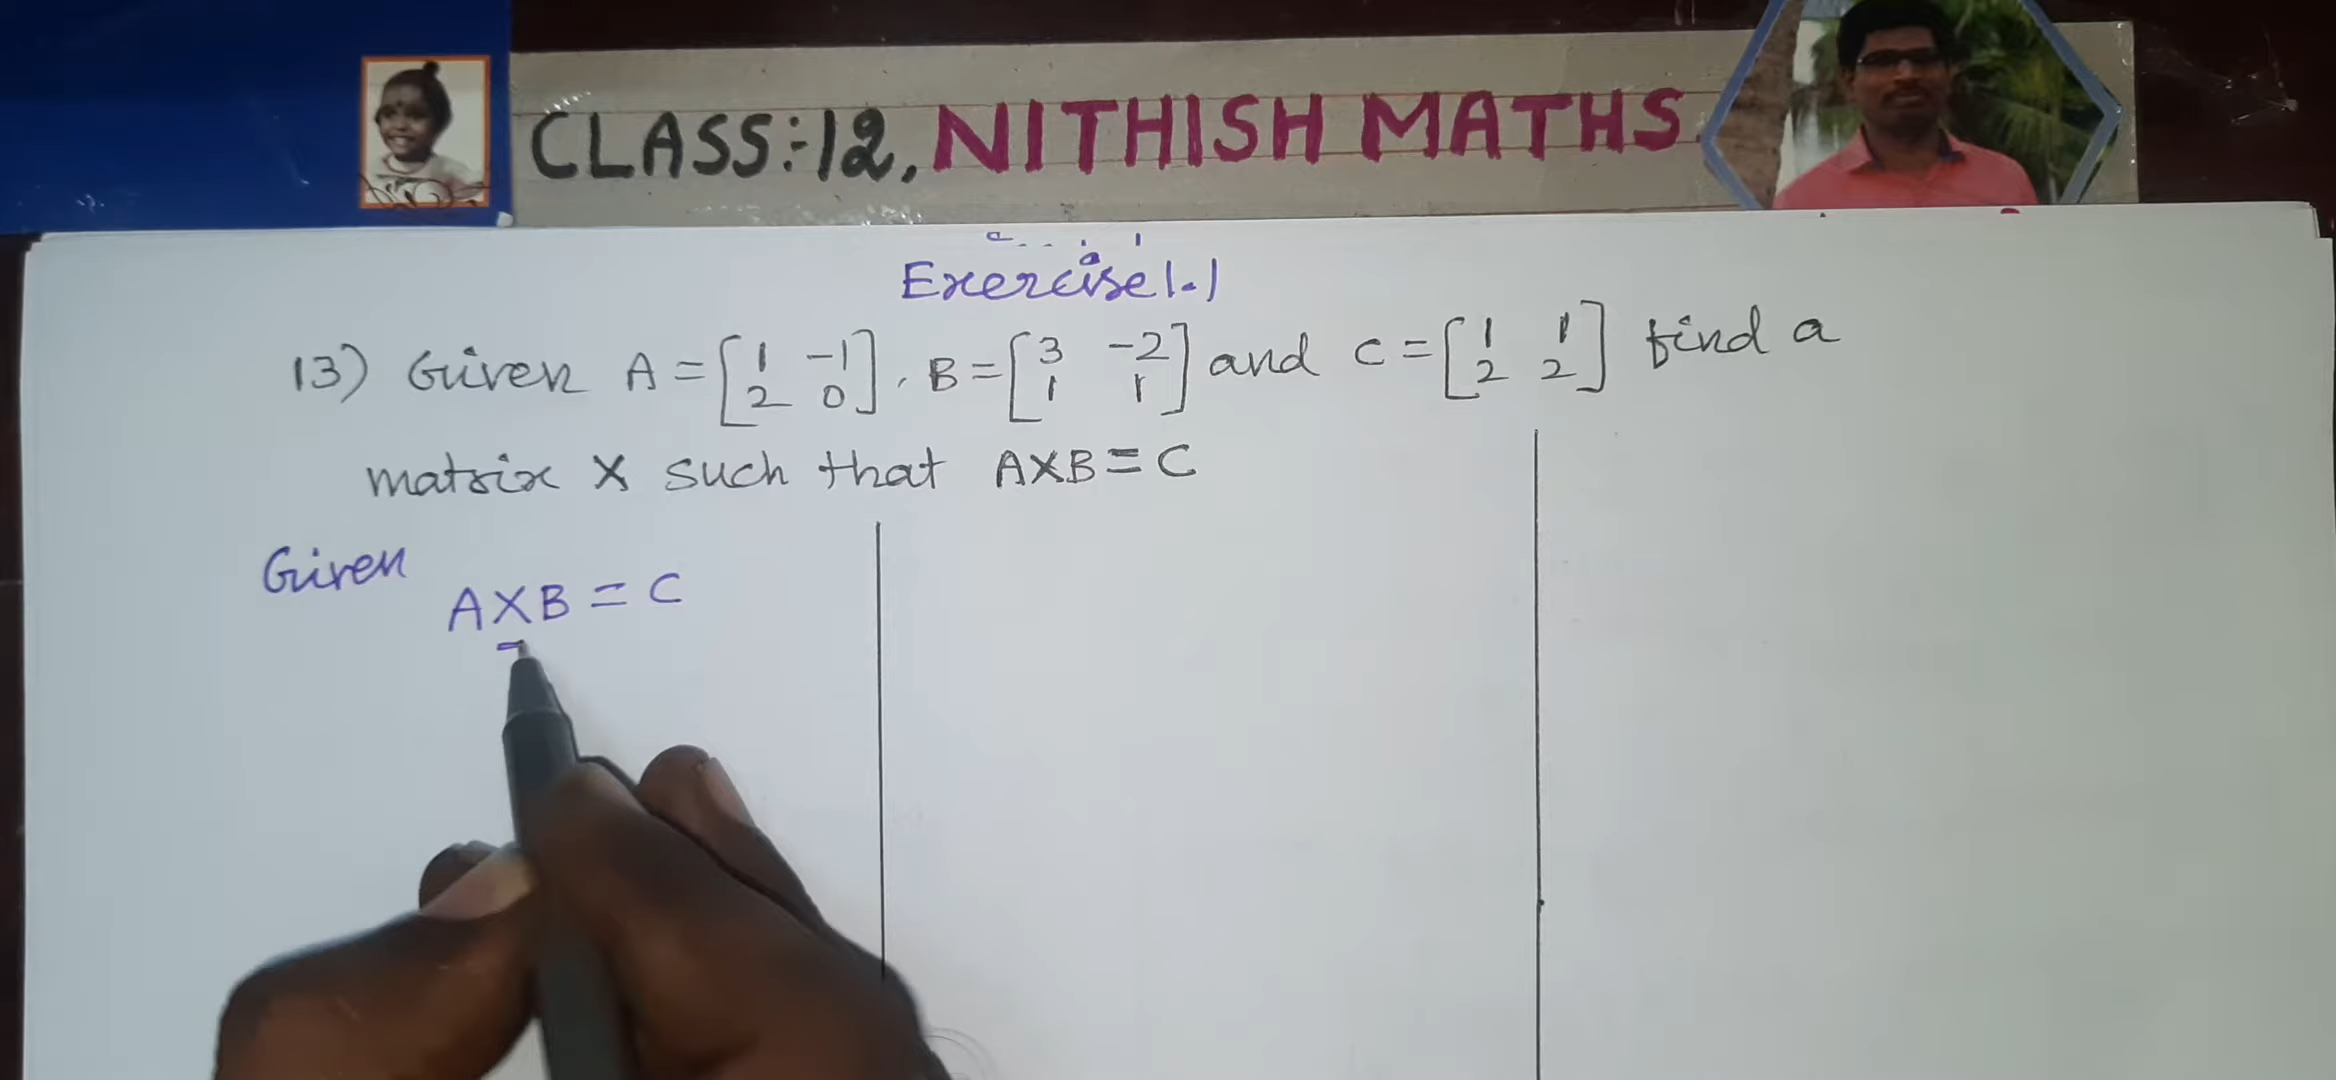 CLASS:-12, NITHISH MATHS
Exercise 1.1
13) Given A = [1 -1 2 0], B = [3 -2 1 1] and C = [1 1 2 2] find a
matrix X such that AXB = C
Given
AXB = C